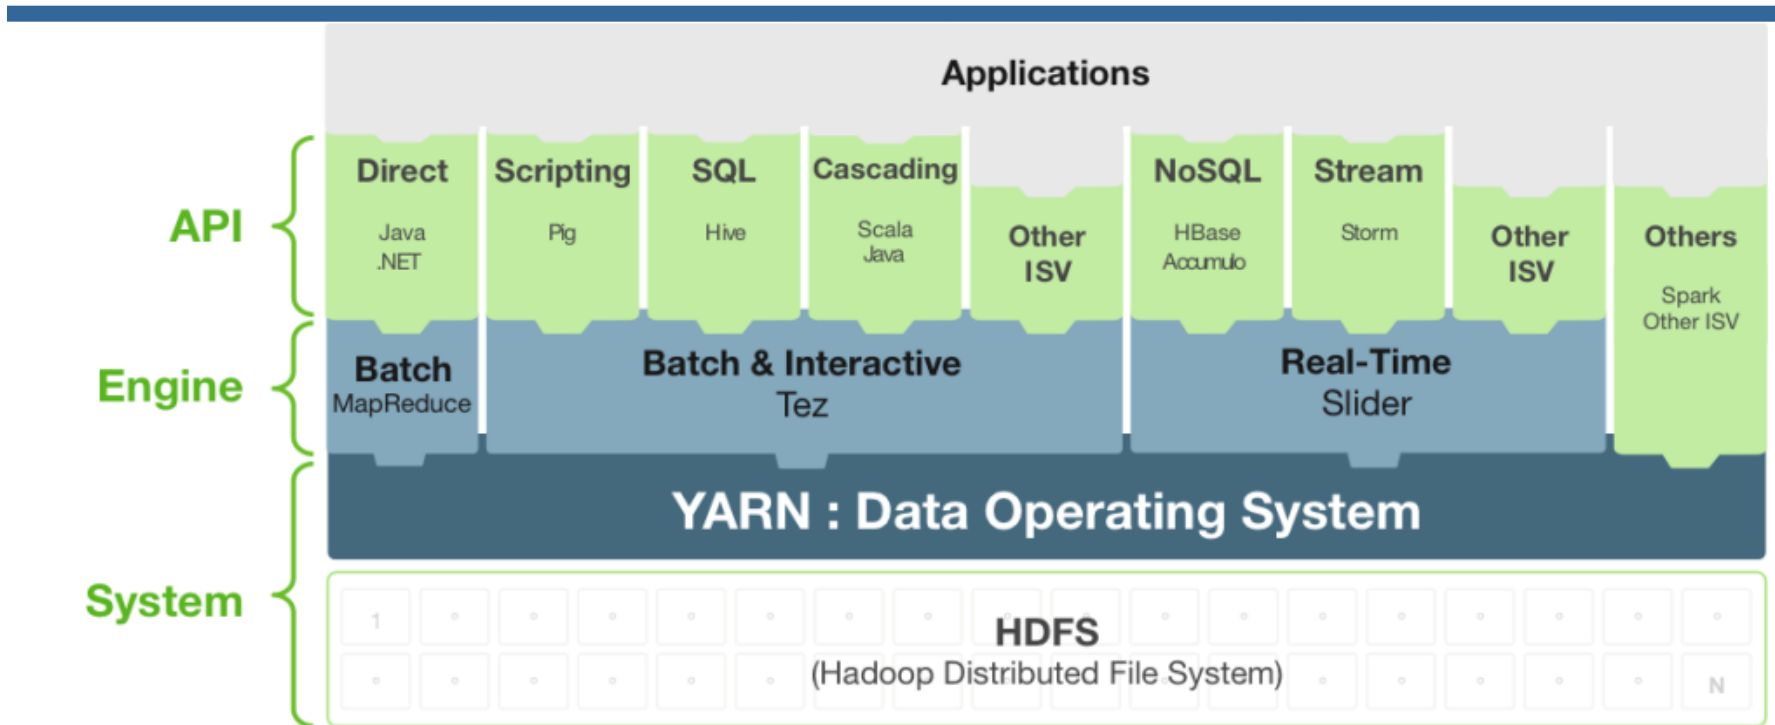 Applications
API
Direct
Java
.NET
Scripting
Pig
SQL
Hive
Cascading
Scala
Java
Other
ISV
NoSQL
HBase
Accumulo
Stream
Storm
Other
ISV
Others
Spark
Other ISV
Engine
Batch
MapReduce
Batch & Interactive
Tez
Real-Time
Slider
System
YARN : Data Operating System
1
HDFS
(Hadoop Distributed File System)
N